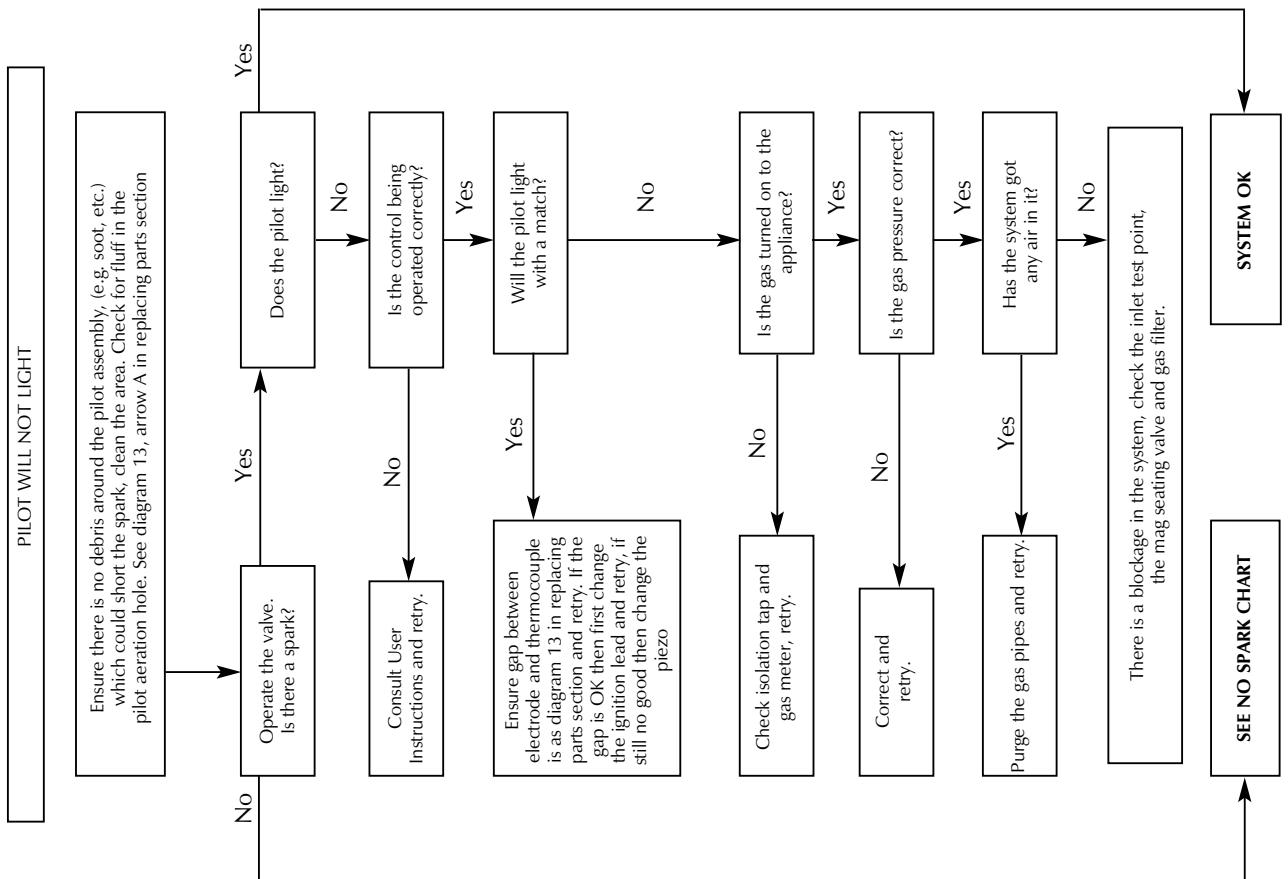 PILOT WILL NOT LIGHT
Ensure there is no debris around the pilot assembly, (e.g. soot, etc.)
which could short the spark, clean the area. Check for fluff in the
pilot aeration hole. See diagram 13, arrow A in replacing parts section
Operate the valve.
Is there a spark?
No
Yes
Does the pilot light?
Yes
No
Is the control being
operated correctly?
No
Consult User
Instructions and retry.
Yes
Will the pilot light
with a match?
Yes
Ensure gap between
electrode and thermocouple
is as diagram 13 in replacing
parts section and retry. If the
gap is OK then first change
the ignition lead and retry, if
still no good then change the
piezo
No
Is the gas turned on to the
appliance?
No
Check isolation tap and
gas meter, retry.
Yes
Is the gas pressure correct?
No
Correct and
retry.
Yes
Has the system got
any air in it?
Yes
Purge the gas pipes and retry.
No
There is a blockage in the system, check the inlet test point,
the mag seating valve and gas filter.
SEE NO SPARK CHART
SYSTEM OK